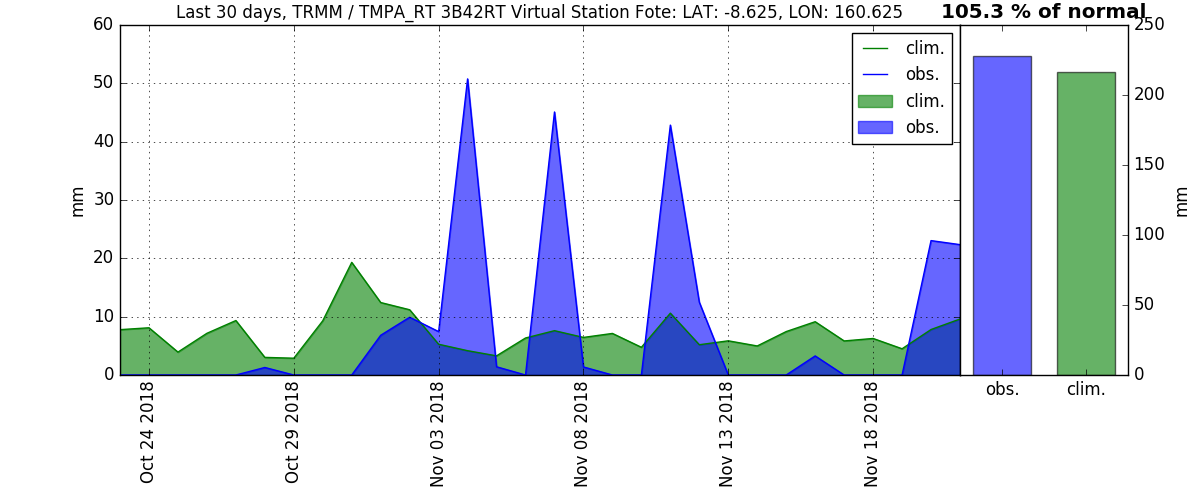 Last 30 days, TRMM / TMPA_RT 3B42RT Virtual Station Fote: LAT: -8.625, LON: 160.625
105.3 % of normal
60
50
40
30
20
10
0
mm
clim.
obs.
clim.
obs.
250
200
150
100
50
0
mm
obs.
clim.
Oct 24 2018
Oct 29 2018
Nov 03 2018
Nov 08 2018
Nov 13 2018
Nov 18 2018